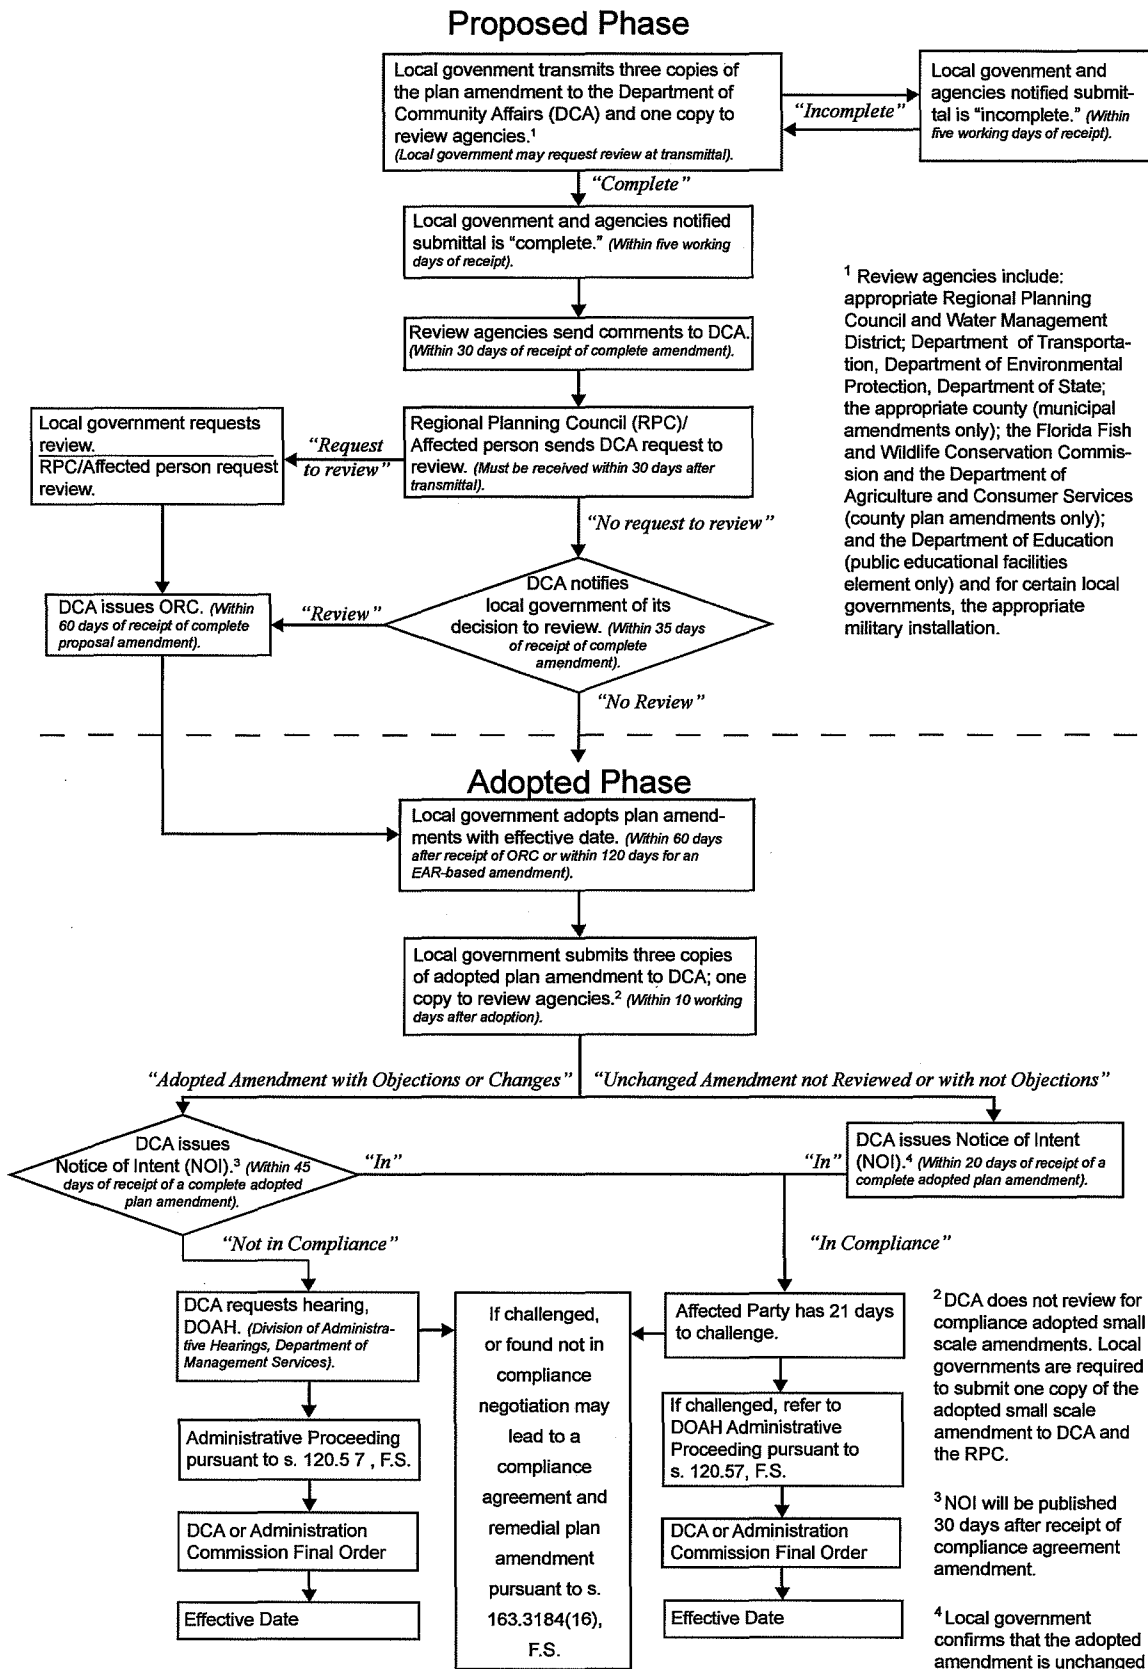 Proposed Phase
Local govenment transmits three copies of
the plan amendment to the Department of
Community Affairs (DCA) and one copy to
review agencies.¹
(Local government may request review at transmittal).
“Incomplete”
Local govenment and
agencies notified submit-
tal is “incomplete.” (Within
five working days of receipt).
“Complete”
Local govenment and agencies notified
submittal is “complete.” (Within five working
days of receipt).
Review agencies send comments to DCA.
(Within 30 days of receipt of complete amendment).
Regional Planning Council (RPC)/
Affected person sends DCA request to
review. (Must be received within 30 days after
transmittal).
“Request
to review”
Local government requests
review.
RPC/Affected person request
review.
“No request to review”
DCA notifies
local government of its
decision to review. (Within 35 days
of receipt of complete
amendment).
“Review”
DCA issues ORC. (Within
60 days of receipt of complete
proposal amendment).
“No Review”
¹ Review agencies include:
appropriate Regional Planning
Council and Water Management
District; Department of Transporta-
tion, Department of Environmental
Protection, Department of State;
the appropriate county (municipal
amendments only); the Florida Fish
and Wildlife Conservation Commis-
sion and the Department of
Agriculture and Consumer Services
(county plan amendments only);
and the Department of Education
(public educational facilities
element only) and for certain local
governments, the appropriate
military installation.
Adopted Phase
Local government adopts plan amend-
ments with effective date. (Within 60 days
after receipt of ORC or within 120 days for an
EAR-based amendment).
Local government submits three copies
of adopted plan amendment to DCA; one
copy to review agencies.² (Within 10 working
days after adoption).
“Adopted Amendment with Objections or Changes”
“Unchanged Amendment not Reviewed or with not Objections”
DCA issues
Notice of Intent (NOI).³ (Within 45
days of receipt of a complete adopted
plan amendment).
“In”
“In”
DCA issues Notice of Intent
(NOI).⁴ (Within 20 days of receipt of a
complete adopted plan amendment).
“Not in Compliance”
“In Compliance”
DCA requests hearing,
DOAH. (Division of Administra-
tive Hearings, Department of
Management Services).
Administrative Proceeding
pursuant to s. 120.5 7 , F.S.
DCA or Administration
Commission Final Order
Effective Date
If challenged,
or found not in
compliance
negotiation may
lead to a
compliance
agreement and
remedial plan
amendment
pursuant to s.
163.3184(16),
F.S.
Affected Party has 21 days
to challenge.
If challenged, refer to
DOAH Administrative
Proceeding pursuant to
s. 120.57, F.S.
DCA or Administration
Commission Final Order
Effective Date
² DCA does not review for
compliance adopted small
scale amendments. Local
governments are required
to submit one copy of the
adopted small scale
amendment to DCA and
the RPC.
³ NOI will be published
30 days after receipt of
compliance agreement
amendment.
⁴ Local government
confirms that the adopted
amendment is unchanged